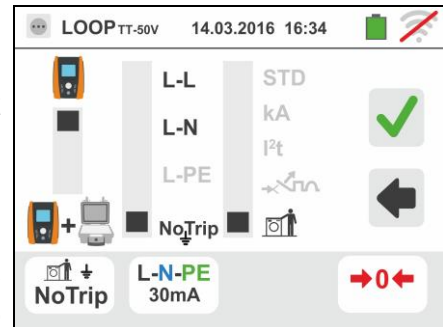 LOOP TT-50V 14.03.2016 16:34
L-L STD
L-N kA
L-PE I²t
NoTrip
NoTrip L-N-PE 30mA →0←